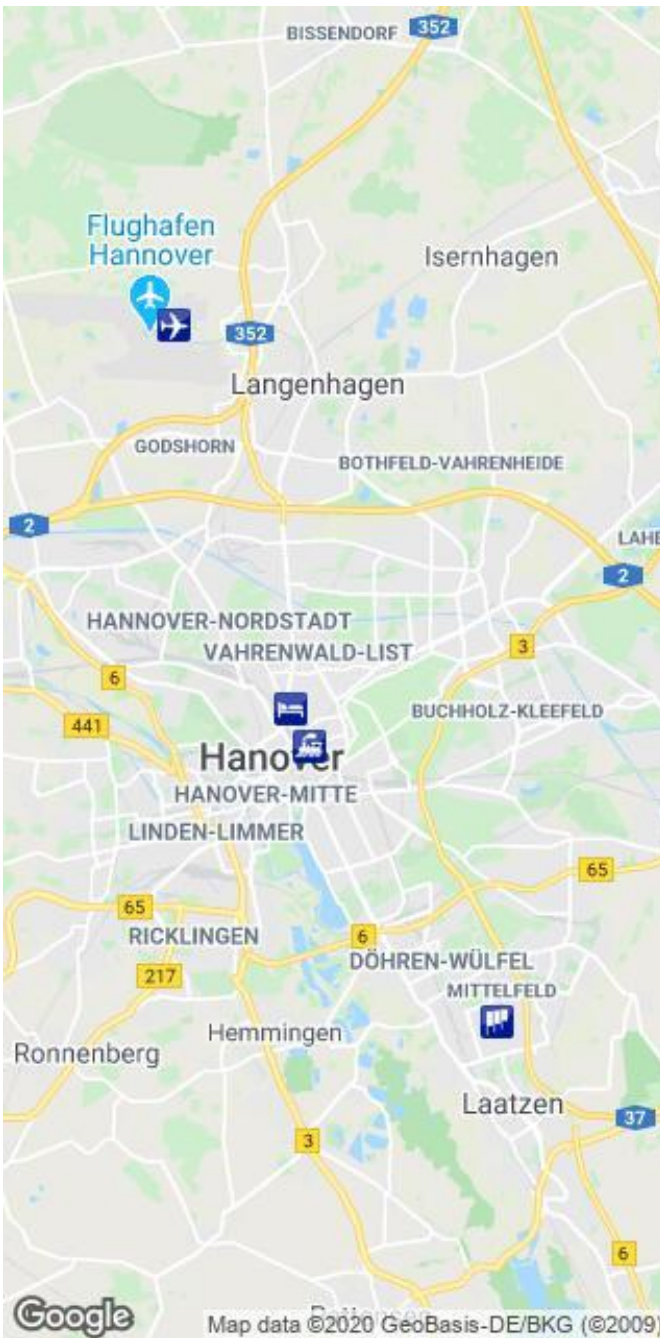 BISSENDORF
352
Flughafen
Hannover
Isernhagen
352
Langenhagen
GODSHORN
BOTHFELD-VAHRENHEIDE
2
LAHE
2
HANNOVER-NORDSTADT
3
VAHRENWALD-LIST
6
BUCHHOLZ-KLEEFELD
441
Hanover
HANOVER-MITTE
LINDEN-LIMMER
65
65
RICKLINGEN
6
DÖHREN-WÜLFEL
217
MITTELFELD
Hemmingen
Ronnenberg
Laatzen
37
3
6
Google
Map data ©2020 GeoBasis-DE/BKG (©2009)